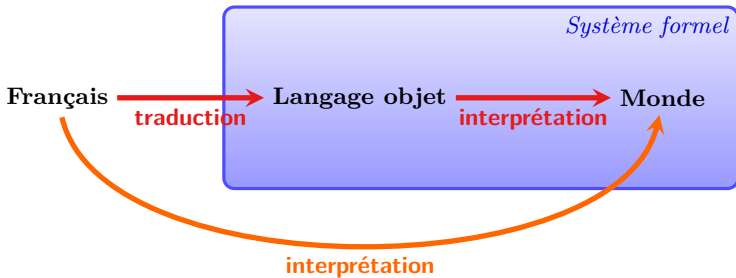 Système formel
Français
Langage objet
Monde
traduction
interprétation
interprétation